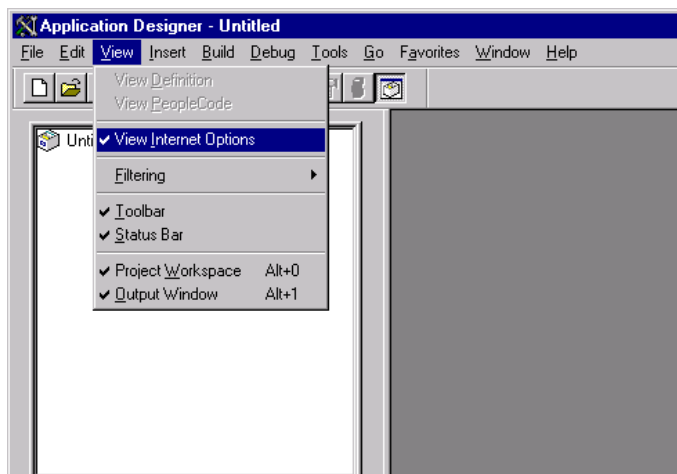 Application Designer - Untitled
File Edit View Insert Build Debug Tools Go Favorites Window Help
View Definition
View PeopleCode
Unti
View Internet Options
Filtering
Toolbar
Status Bar
Project Workspace Alt+0
Output Window Alt+1